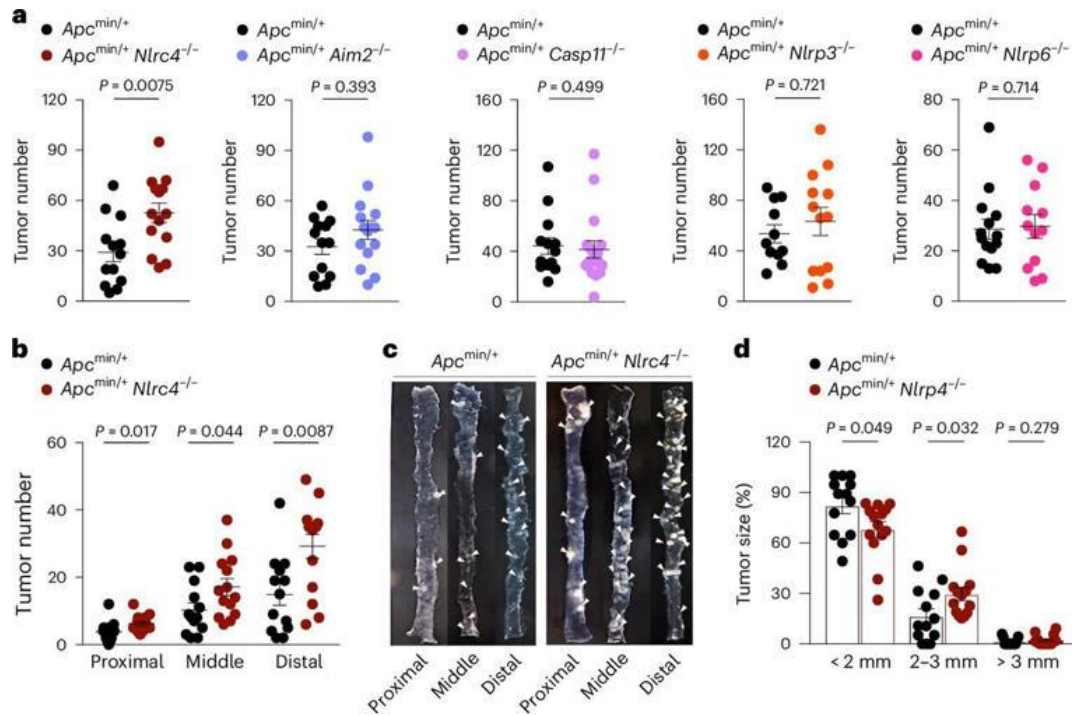 a
Apc^min/+
Apc^min/+ Nlrc4^−/−
P = 0.0075
Tumor number
120
90
60
30
0
Apc^min/+
Apc^min/+ Aim2^−/−
P = 0.393
Tumor number
120
90
60
30
0
Apc^min/+
Apc^min/+ Casp11^−/−
P = 0.499
Tumor number
160
120
80
40
0
Apc^min/+
Apc^min/+ Nlrp3^−/−
P = 0.721
Tumor number
160
120
80
40
0
Apc^min/+
Apc^min/+ Nlrp6^−/−
P = 0.714
Tumor number
80
60
40
20
0
b
Apc^min/+
Apc^min/+ Nlrc4^−/−
P = 0.017 P = 0.044 P = 0.0087
Tumor number
60
40
20
0
Proximal Middle Distal
c
Apc^min/+ Apc^min/+ Nlrc4^−/−
Proximal Middle Distal Proximal Middle Distal
d
Apc^min/+
Apc^min/+ Nlrp4^−/−
P = 0.049 P = 0.032 P = 0.279
Tumor size (%)
120
90
60
30
0
< 2 mm 2–3 mm > 3 mm